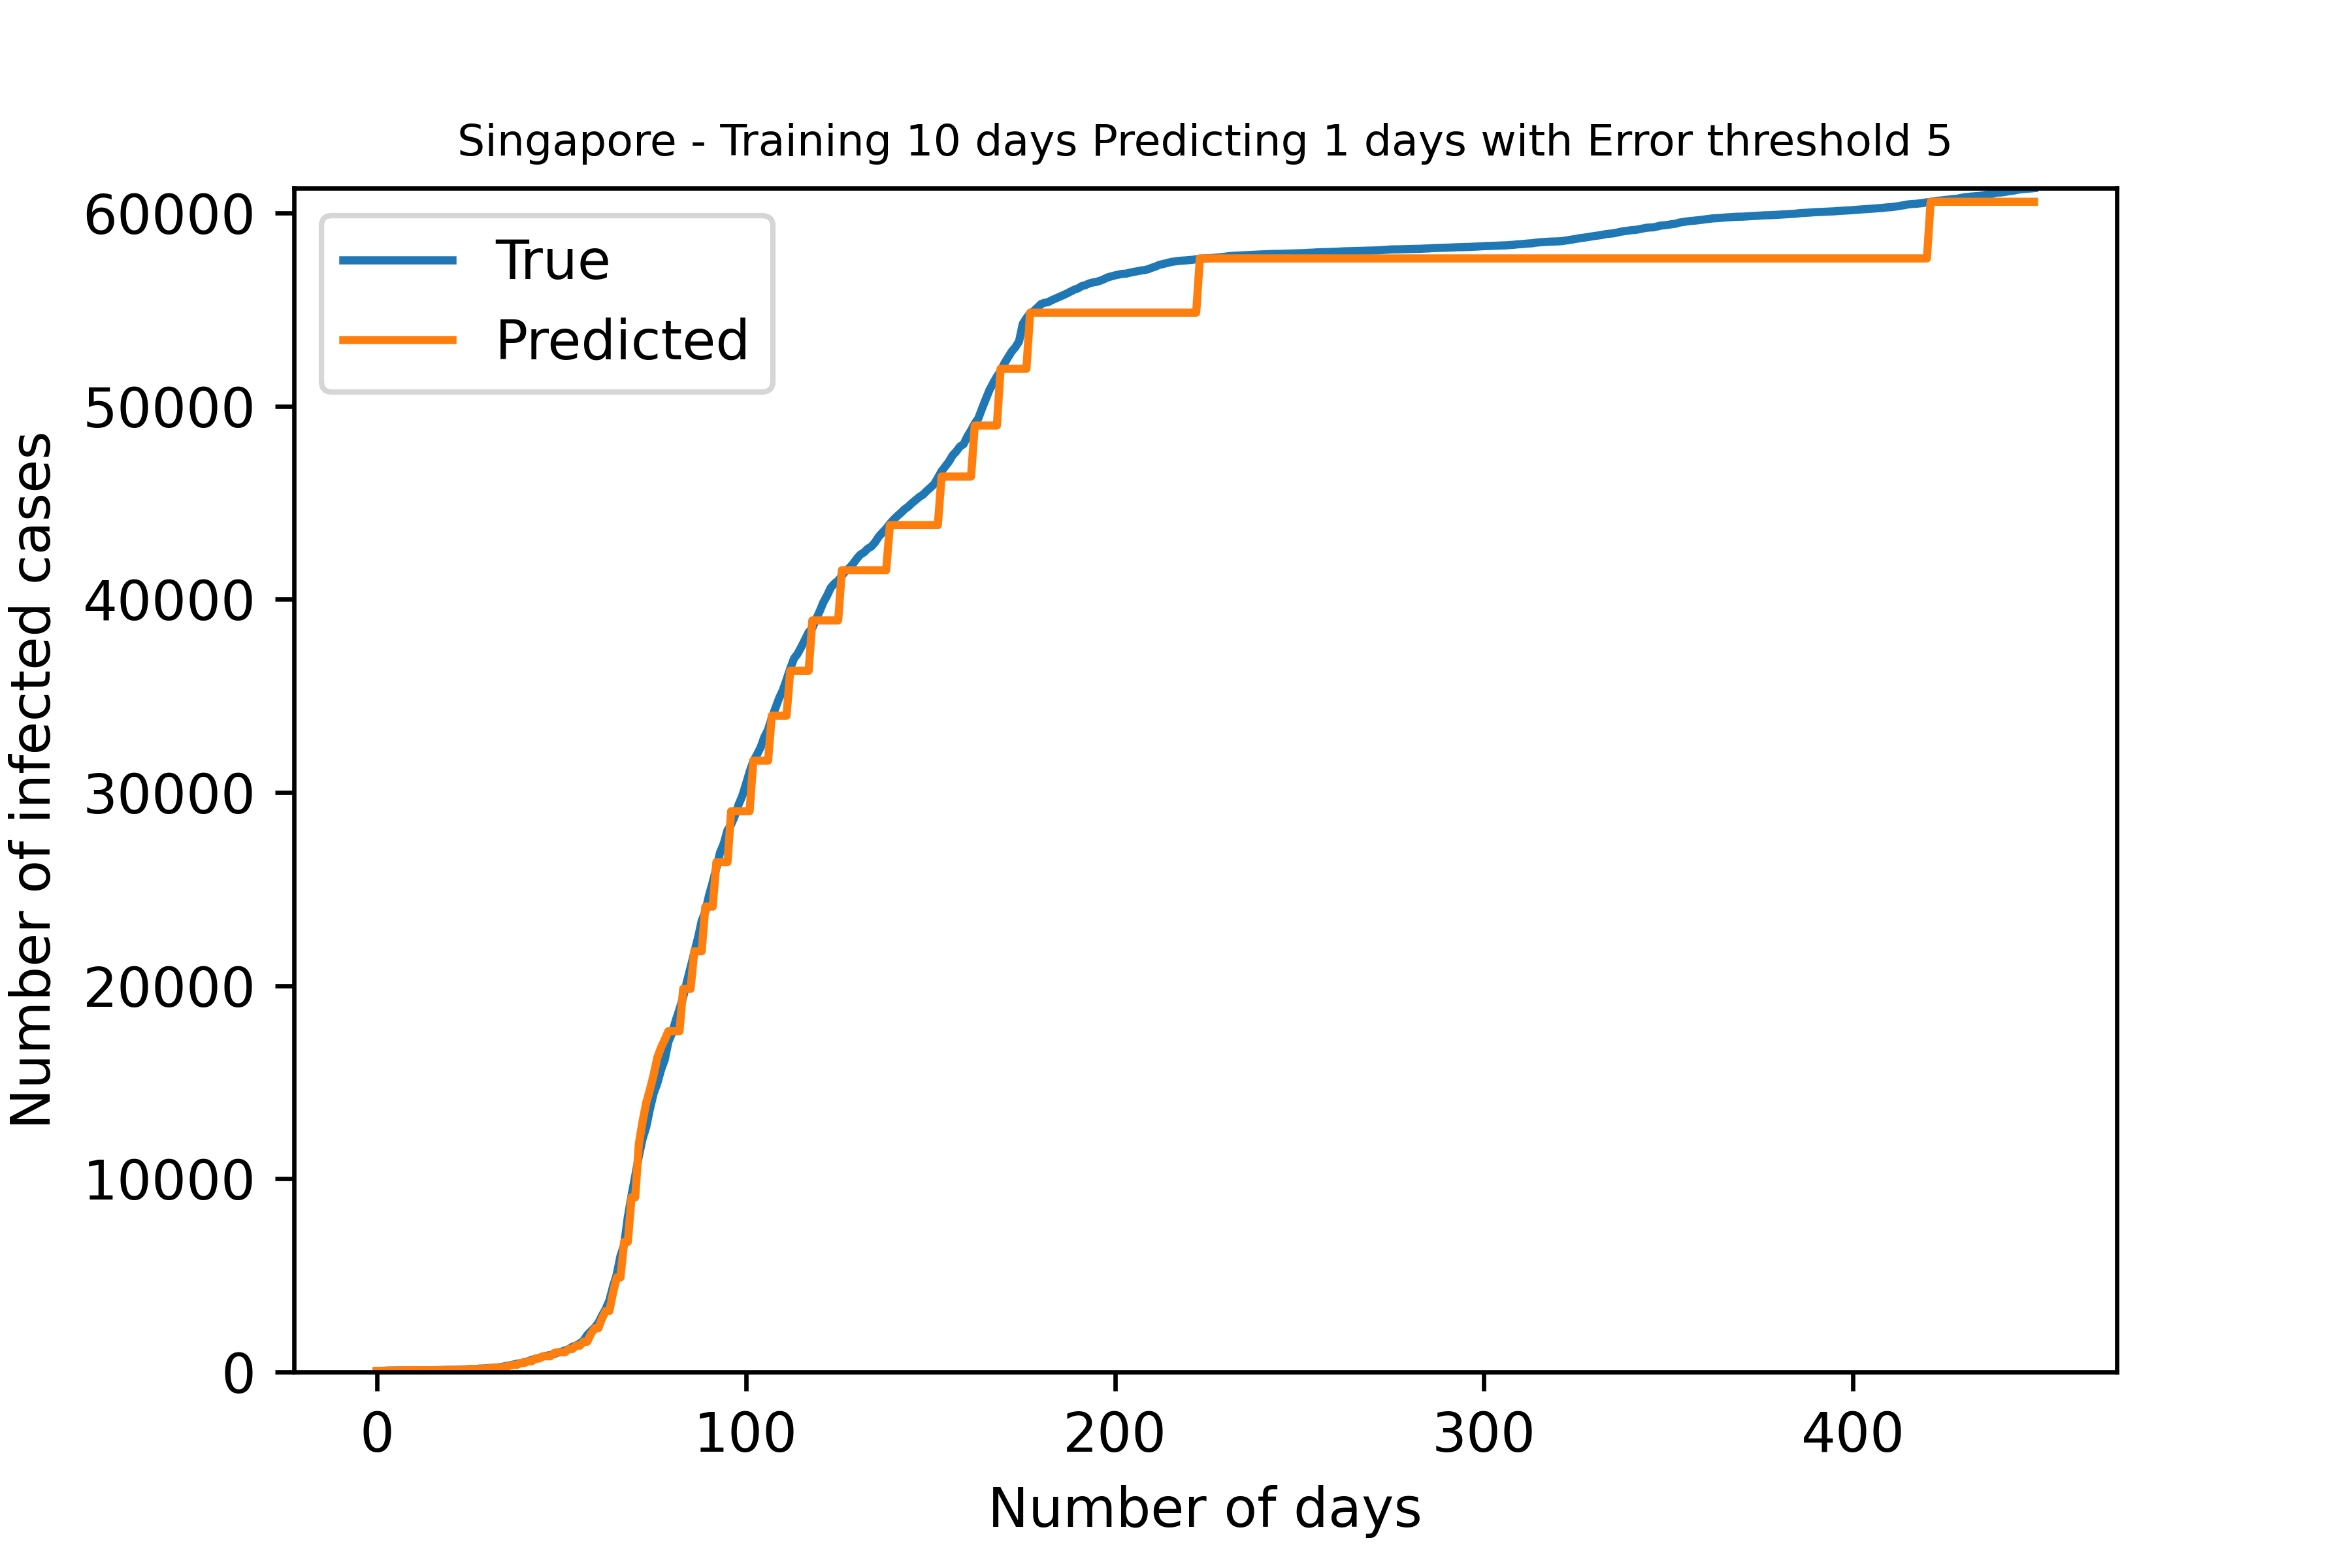 Singapore - Training 10 days Predicting 1 days with Error threshold 5
True
Predicted
60000
50000
40000
30000
20000
10000
0
Number of infected cases
0 100 200 300 400
Number of days